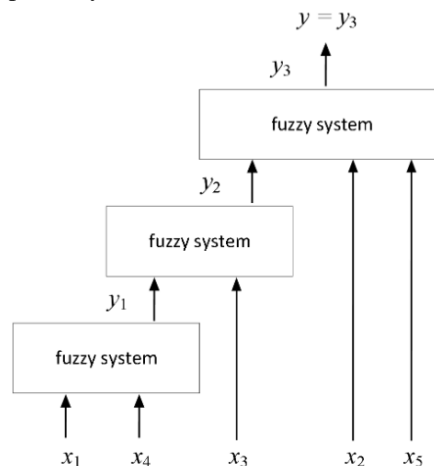 y = y3
y3
fuzzy system
y2
fuzzy system
y1
fuzzy system
x1 x4 x3 x2 x5